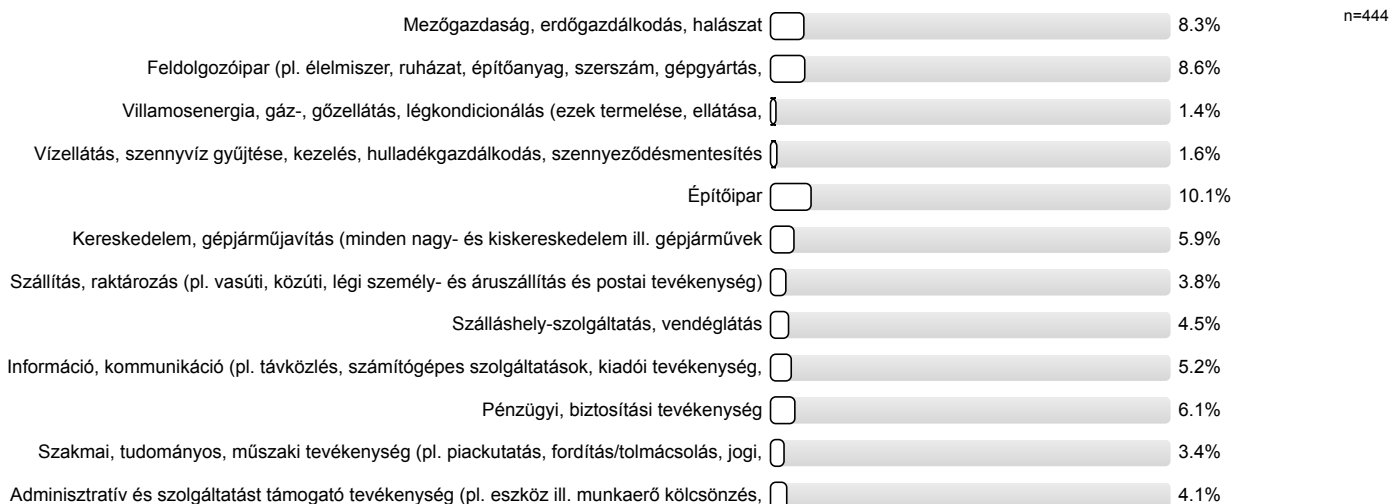 n=444
Mezőgazdaság, erdőgazdálkodás, halászat 8.3%
Feldolgozóipar (pl. élelmiszer, ruházat, építőanyag, szerszám, gépgyártás, 8.6%
Villamosenergia, gáz-, gőzellátás, légkondicionálás (ezek termelése, ellátása, 1.4%
Vízellátás, szennyvíz gyűjtése, kezelés, hulladékgazdálkodás, szennyeződésmentesítés 1.6%
Építőipar 10.1%
Kereskedelem, gépjárműjavítás (minden nagy- és kiskereskedelem ill. gépjárművek 5.9%
Szállítás, raktározás (pl. vasúti, közúti, légi személy- és áruszállítás és postai tevékenység) 3.8%
Szálláshely-szolgáltatás, vendéglátás 4.5%
Információ, kommunikáció (pl. távközlés, számítógépes szolgáltatások, kiadói tevékenység, 5.2%
Pénzügyi, biztosítási tevékenység 6.1%
Szakmai, tudományos, műszaki tevékenység (pl. piackutatás, fordítás/tolmácsolás, jogi, 3.4%
Adminisztratív és szolgáltatást támogató tevékenység (pl. eszköz ill. munkaerő kölcsönzés, 4.1%